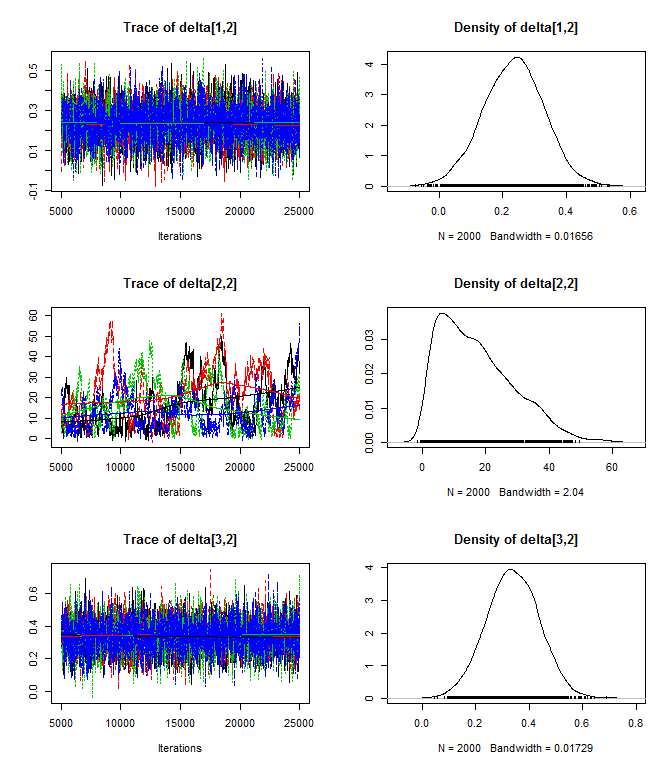 Trace of delta[1,2]
0.5
0.3
0.1
-0.1
5000 10000 15000 20000 25000
Iterations
Density of delta[1,2]
4
3
2
1
0
0.0 0.2 0.4 0.6
N = 2000 Bandwidth = 0.01656
Trace of delta[2,2]
60
50
40
30
20
10
0
5000 10000 15000 20000 25000
Iterations
Density of delta[2,2]
0.03
0.02
0.01
0.00
0 20 40 60
N = 2000 Bandwidth = 2.04
Trace of delta[3,2]
0.6
0.4
0.2
0.0
5000 10000 15000 20000 25000
Iterations
Density of delta[3,2]
4
3
2
1
0
0.0 0.2 0.4 0.6 0.8
N = 2000 Bandwidth = 0.01729